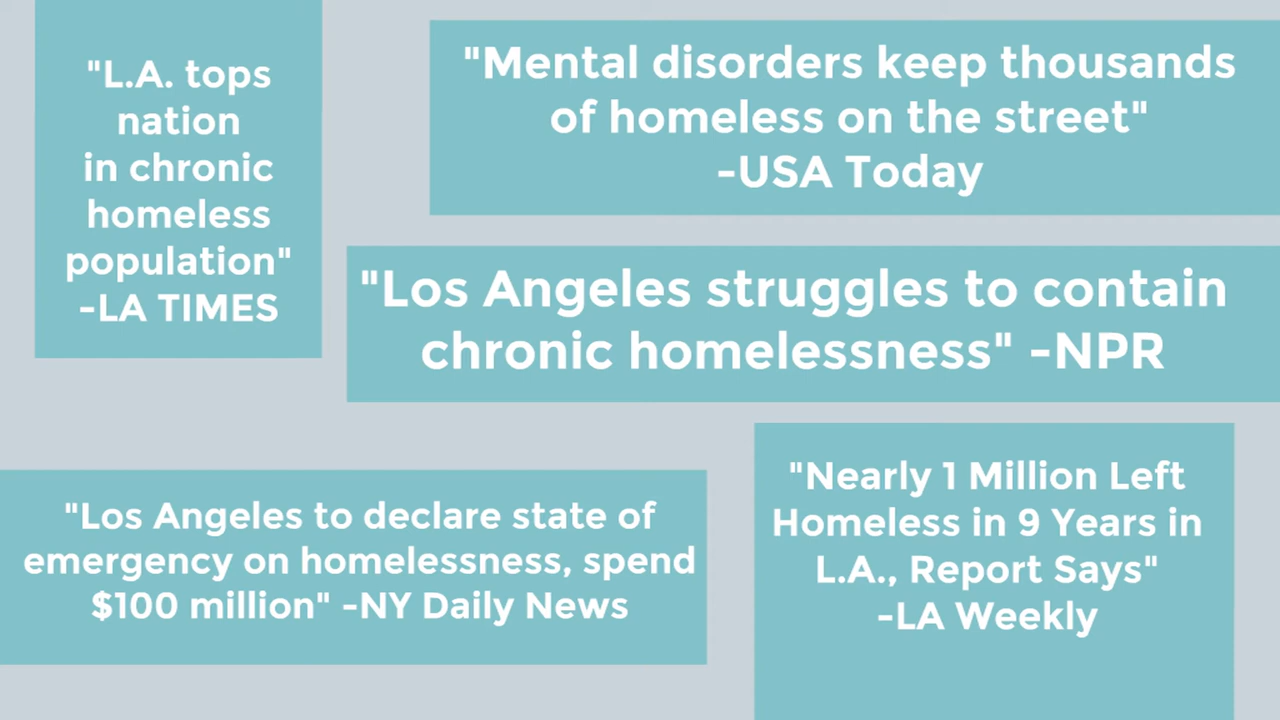 "L.A. tops
nation
in chronic
homeless
population"
-LA TIMES
"Mental disorders keep thousands
of homeless on the street"
-USA Today
"Los Angeles struggles to contain
chronic homelessness" -NPR
"Los Angeles to declare state of
emergency on homelessness, spend
$100 million" -NY Daily News
"Nearly 1 Million Left
Homeless in 9 Years in
L.A., Report Says"
-LA Weekly